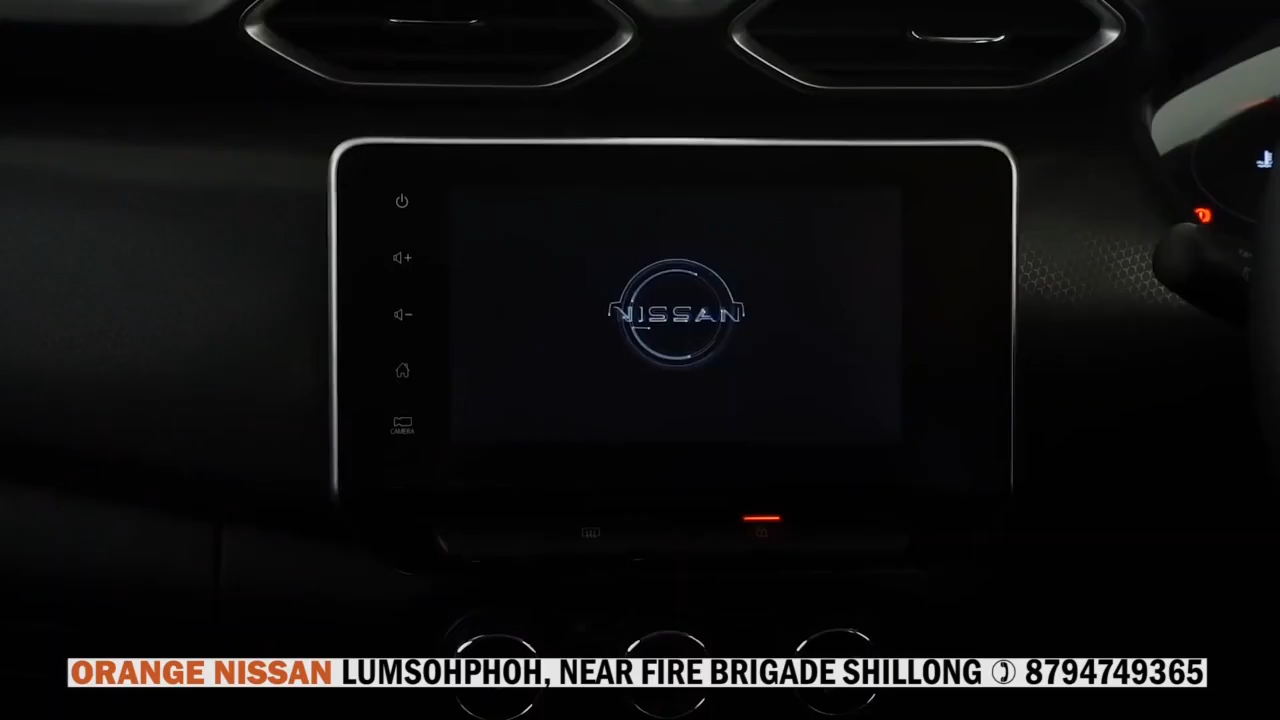 NISSAN
CAMERA
ORANGE NISSAN LUMSOHPHOH, NEAR FIRE BRIGADE SHILLONG ✆ 8794749365